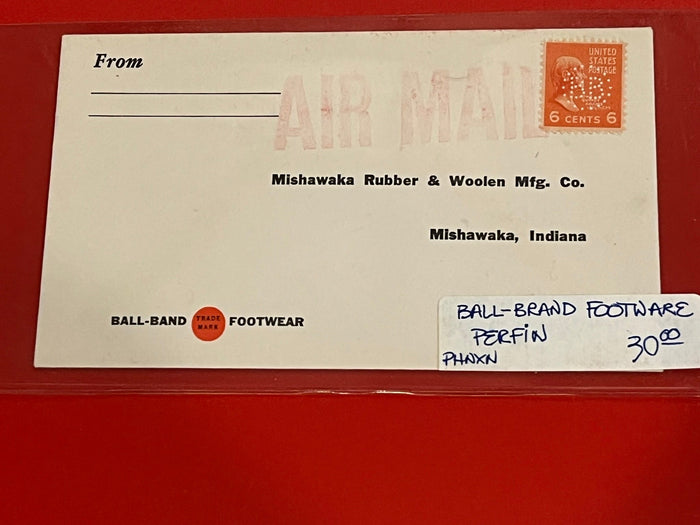 From
AIR MAIL
UNITED
STATES
POSTAGE
6 CENTS 6
Mishawaka Rubber & Woolen Mfg. Co.
Mishawaka, Indiana
BALL-BAND TRADE MARK FOOTWEAR
BALL-BRAND FOOTWARE
PERFIN 30.00
PHNXN